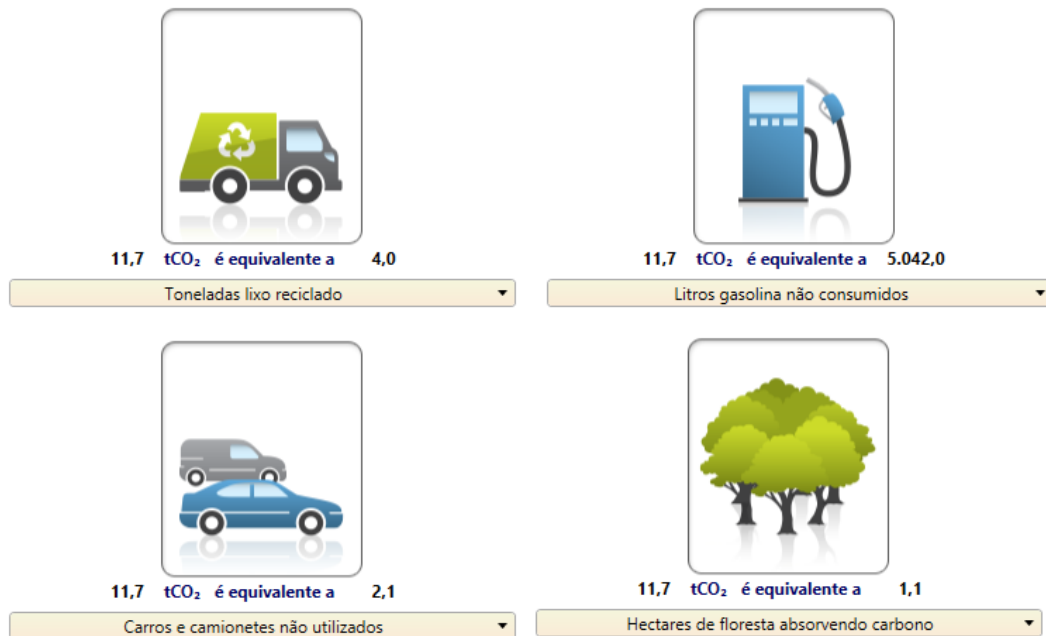 11,7 tCO₂ é equivalente a 4,0
Toneladas lixo reciclado
11,7 tCO₂ é equivalente a 5.042,0
Litros gasolina não consumidos
11,7 tCO₂ é equivalente a 2,1
Carros e camionetes não utilizados
11,7 tCO₂ é equivalente a 1,1
Hectares de floresta absorvendo carbono